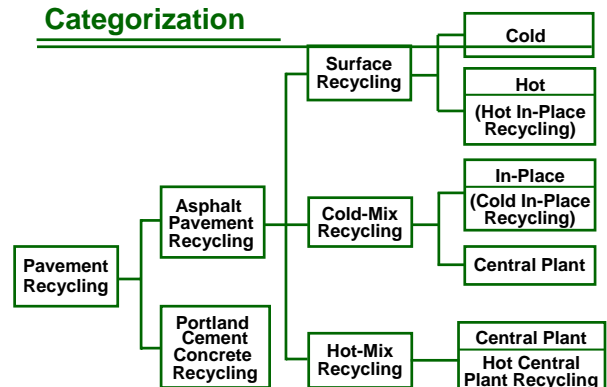 Categorization
Cold
Surface
Recycling
Hot
(Hot In-Place
Recycling)
In-Place
(Cold In-Place
Recycling)
Asphalt
Pavement
Recycling
Cold-Mix
Recycling
Central Plant
Pavement
Recycling
Portland
Cement
Concrete
Recycling
Hot-Mix
Recycling
Central Plant
Hot Central
Plant Recycling